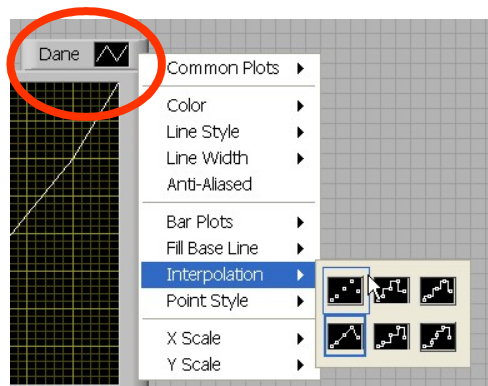 Dane
Common Plots
Color
Line Style
Line Width
Anti-Aliased
Bar Plots
Fill Base Line
Interpolation
Point Style
X Scale
Y Scale